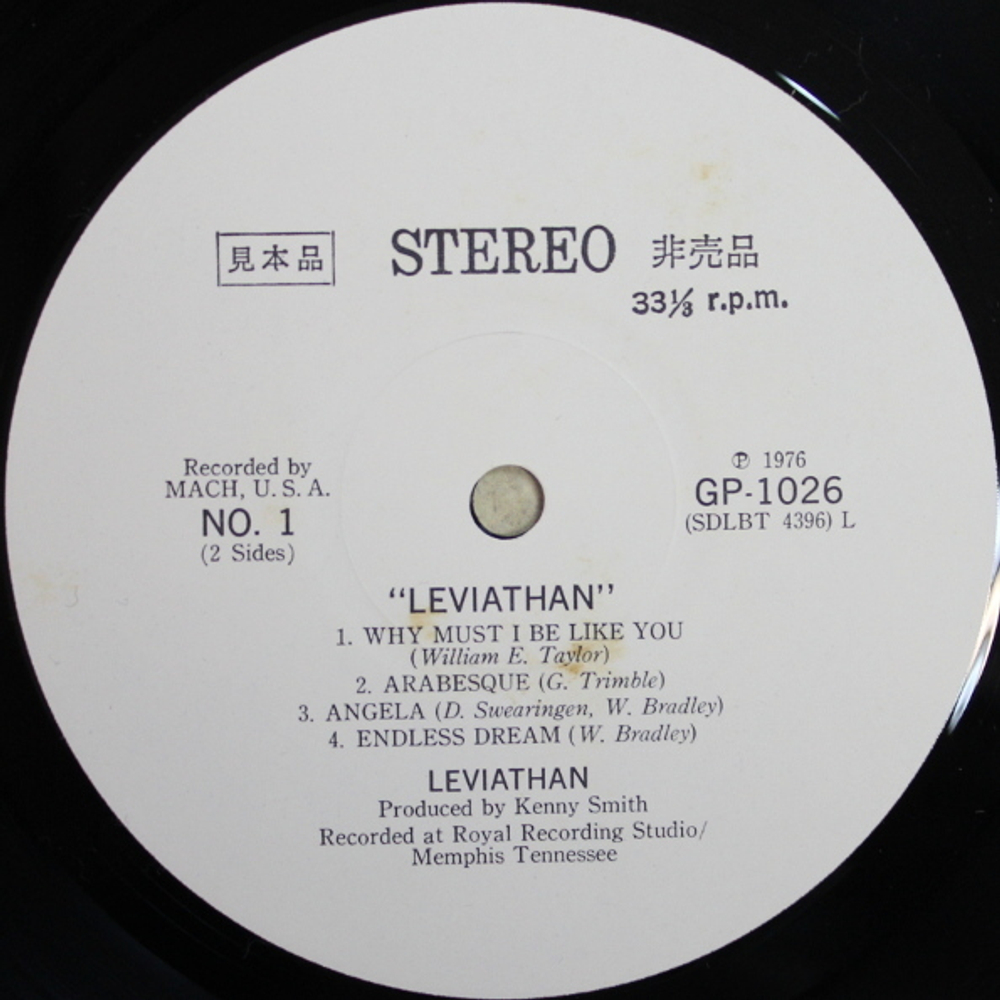 見本品 STEREO 非売品
33⅓ r.p.m.
Recorded by
MACH, U.S.A.
NO. 1
(2 Sides)
Ⓟ 1976
GP-1026
(SDLBT 4396) L
“LEVIATHAN”
1. WHY MUST I BE LIKE YOU
(William E. Taylor)
2. ARABESQUE (G. Trimble)
3. ANGELA (D. Swearingen, W. Bradley)
4. ENDLESS DREAM (W. Bradley)
LEVIATHAN
Produced by Kenny Smith
Recorded at Royal Recording Studio/
Memphis Tennessee